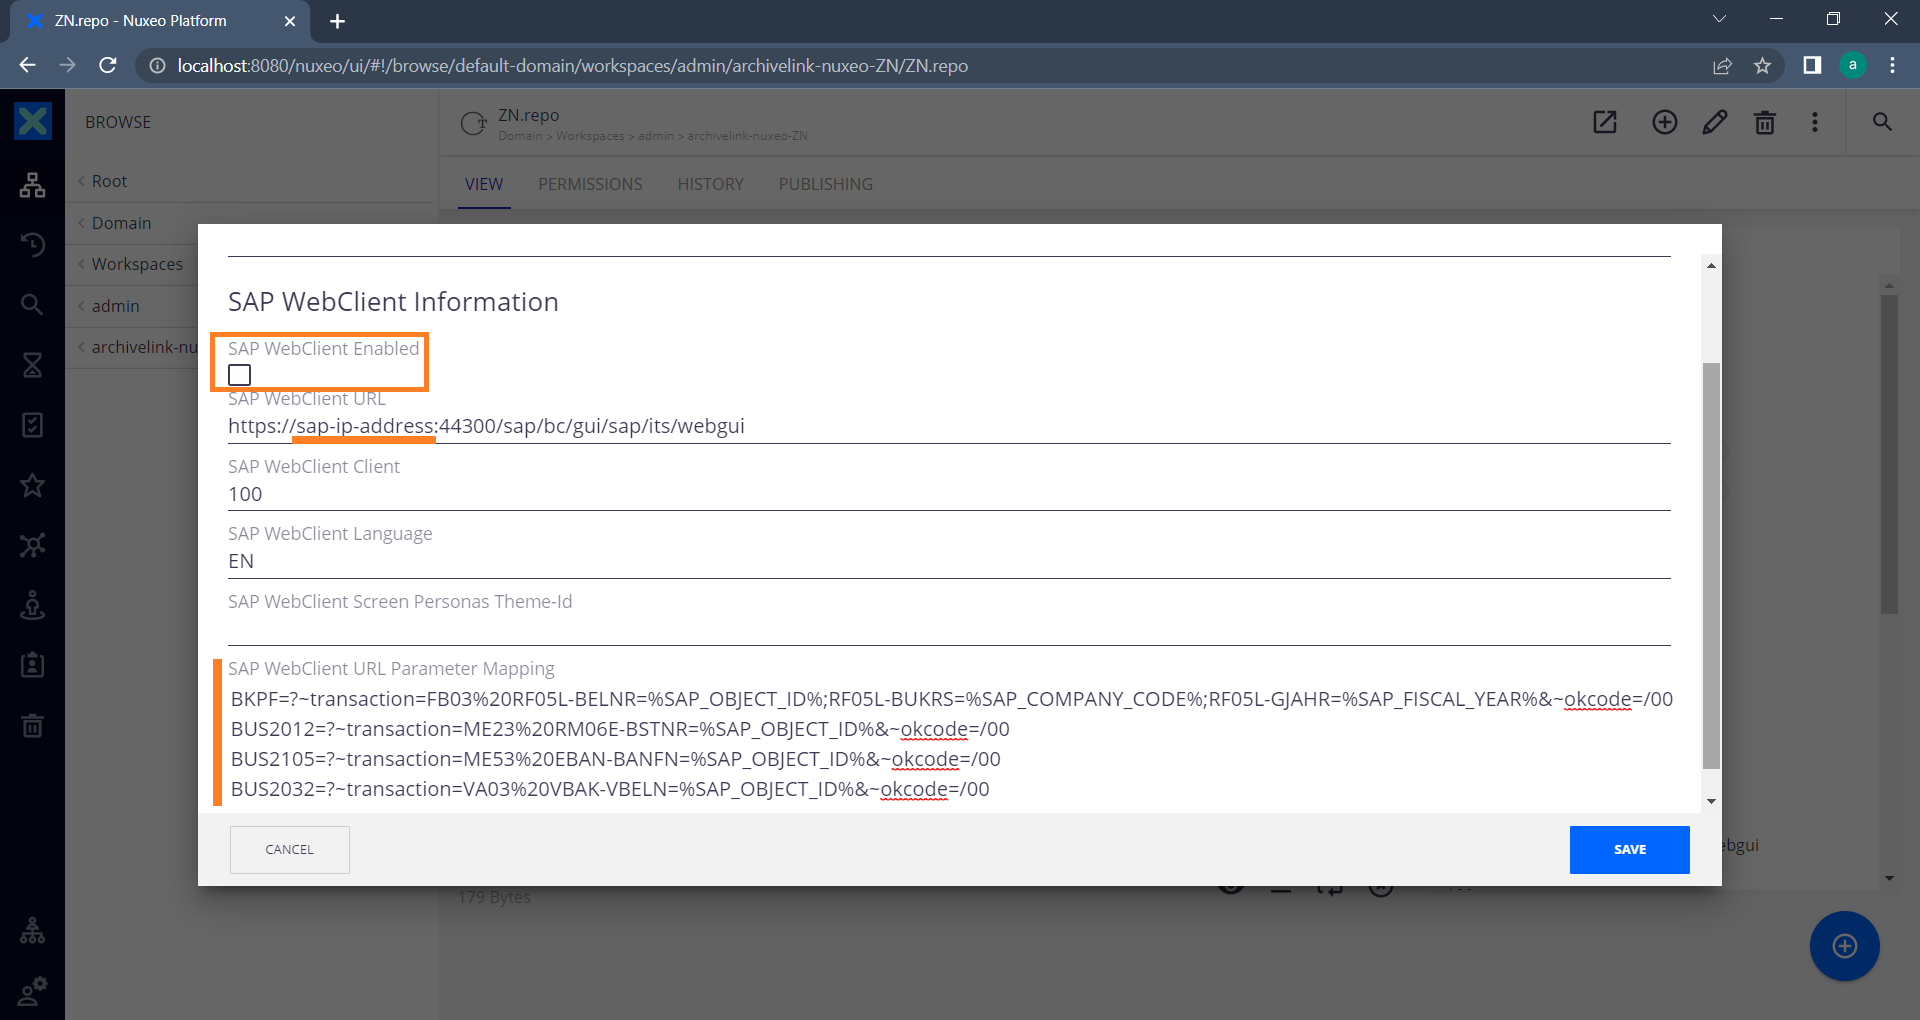 ZN.repo - Nuxeo Platform
localhost:8080/nuxeo/ui/#!/browse/default-domain/workspaces/admin/archivelink-nuxeo-ZN/ZN.repo
a
BROWSE
Root
Domain
Workspaces
admin
archivelink-nu
ZN.repo
Domain > Workspaces > admin > archivelink-nuxeo-ZN
VIEW PERMISSIONS HISTORY PUBLISHING
SAP WebClient Information
SAP WebClient Enabled
SAP WebClient URL
https://sap-ip-address:44300/sap/bc/gui/sap/its/webgui
SAP WebClient Client
100
SAP WebClient Language
EN
SAP WebClient Screen Personas Theme-Id
SAP WebClient URL Parameter Mapping
BKPF=?~transaction=FB03%20RF05L-BELNR=%SAP_OBJECT_ID%;RF05L-BUKRS=%SAP_COMPANY_CODE%;RF05L-GJAHR=%SAP_FISCAL_YEAR%&~okcode=/00
BUS2012=?~transaction=ME23%20RM06E-BSTNR=%SAP_OBJECT_ID%&~okcode=/00
BUS2105=?~transaction=ME53%20EBAN-BANFN=%SAP_OBJECT_ID%&~okcode=/00
BUS2032=?~transaction=VA03%20VBAK-VBELN=%SAP_OBJECT_ID%&~okcode=/00
CANCEL
SAVE
ebgui
179 Bytes